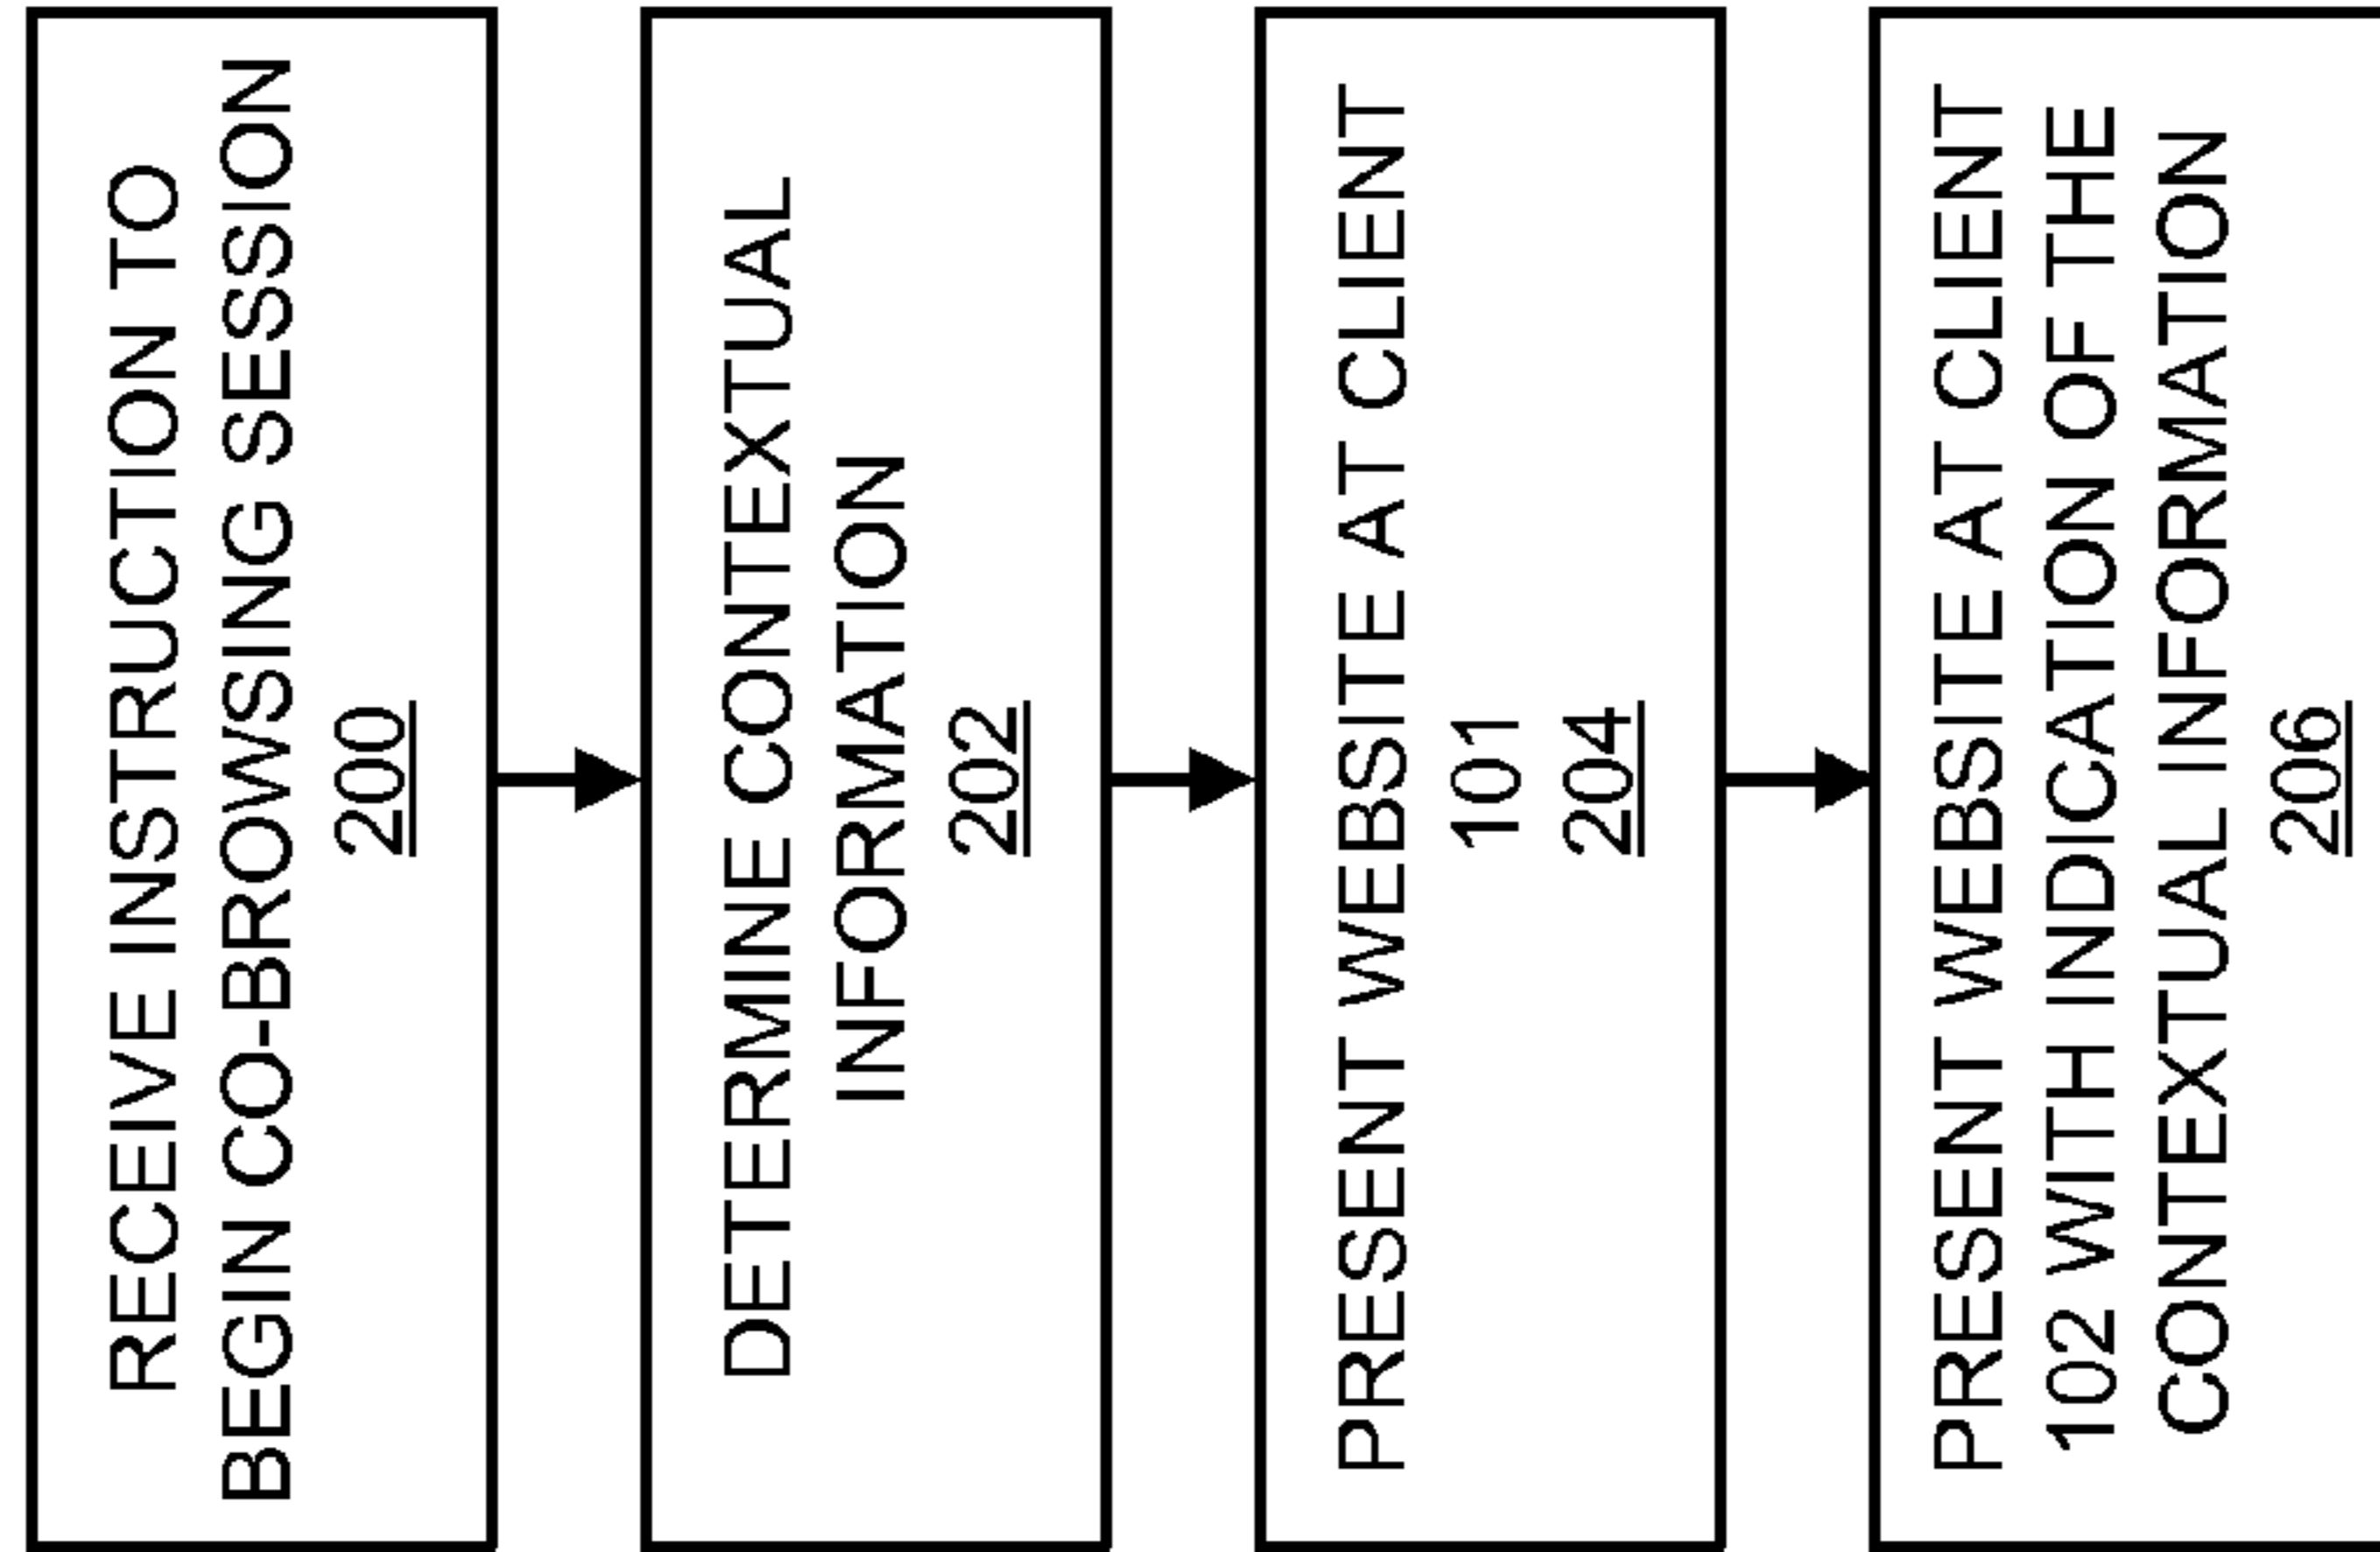 RECEIVE INSTRUCTION TO
BEGIN CO-BROWSING SESSION
200
DETERMINE CONTEXTUAL
INFORMATION
202
PRESENT WEBSITE AT CLIENT
101
204
PRESENT WEBSITE AT CLIENT
102 WITH INDICATION OF THE
CONTEXTUAL INFORMATION
206